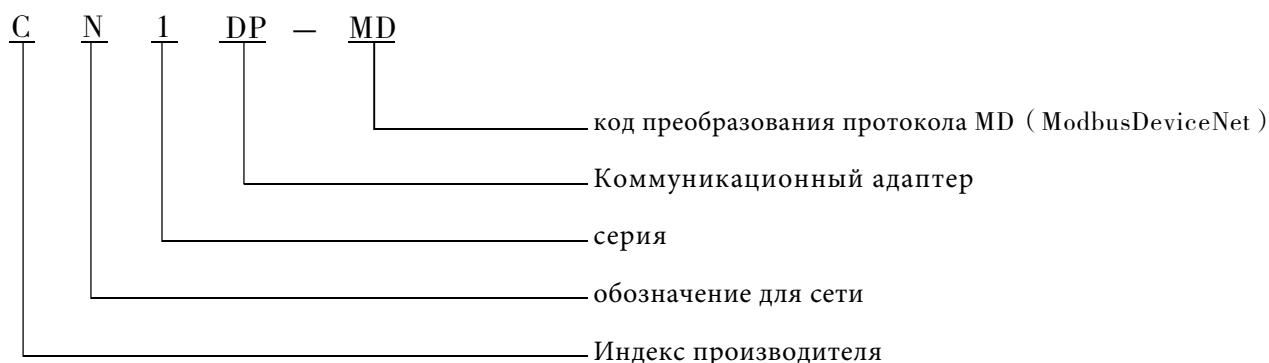 C N 1 DP — MD
код преобразования протокола MD ( ModbusDeviceNet )
Коммуникационный адаптер
серия
обозначение для сети
Индекс производителя